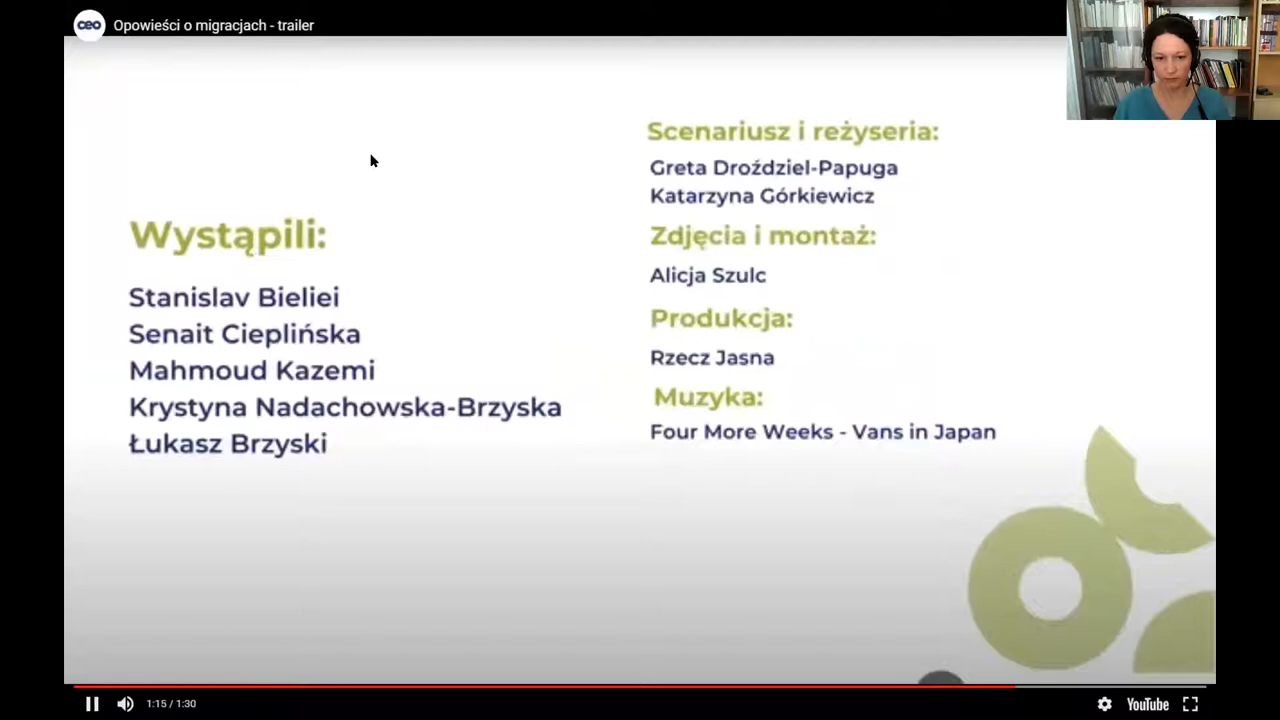 ceo
Opowieści o migracjach - trailer
Wystąpili:
Stanislav Bieliei
Senait Cieplińska
Mahmoud Kazemi
Krystyna Nadachowska-Brzyska
Łukasz Brzyski
Scenariusz i reżyseria:
Greta Droździel-Papuga
Katarzyna Górkiewicz
Zdjęcia i montaż:
Alicja Szulc
Produkcja:
Rzecz Jasna
Muzyka:
Four More Weeks - Vans in Japan
1:15 / 1:30
YouTube